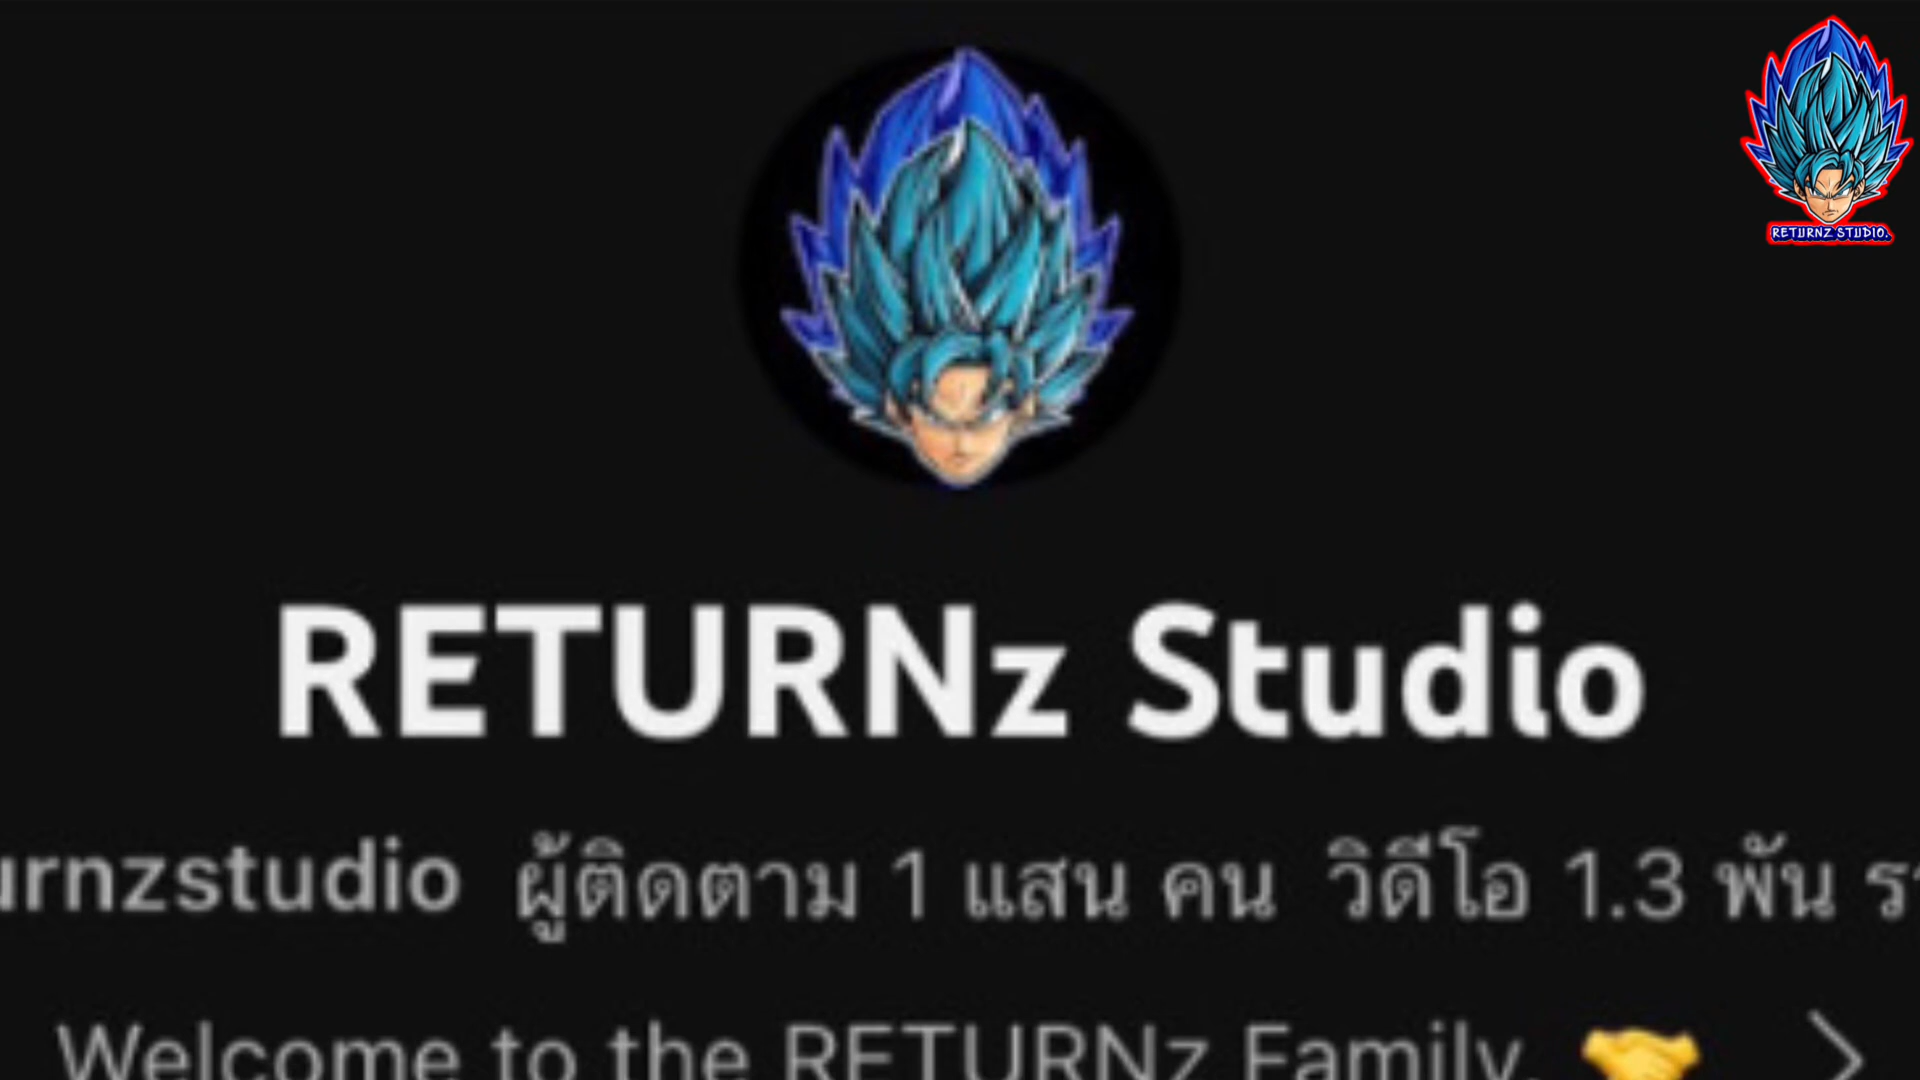 RETURNZ STUDIO.
RETURNz Studio
urnzstudio ผู้ติดตาม 1 แสน คน วิดีโอ 1.3 พัน
Welcome to the RETURNz Family. 🤝